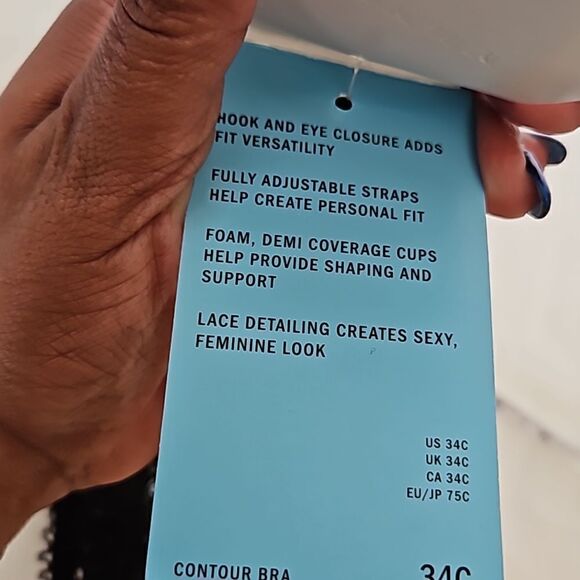 HOOK AND EYE CLOSURE ADDS
FIT VERSATILITY
FULLY ADJUSTABLE STRAPS
HELP CREATE PERSONAL FIT
FOAM, DEMI COVERAGE CUPS
HELP PROVIDE SHAPING AND
SUPPORT
LACE DETAILING CREATES SEXY,
FEMININE LOOK
US 34C
UK 34C
CA 34C
EU/JP 75C
CONTOUR BRA
34C